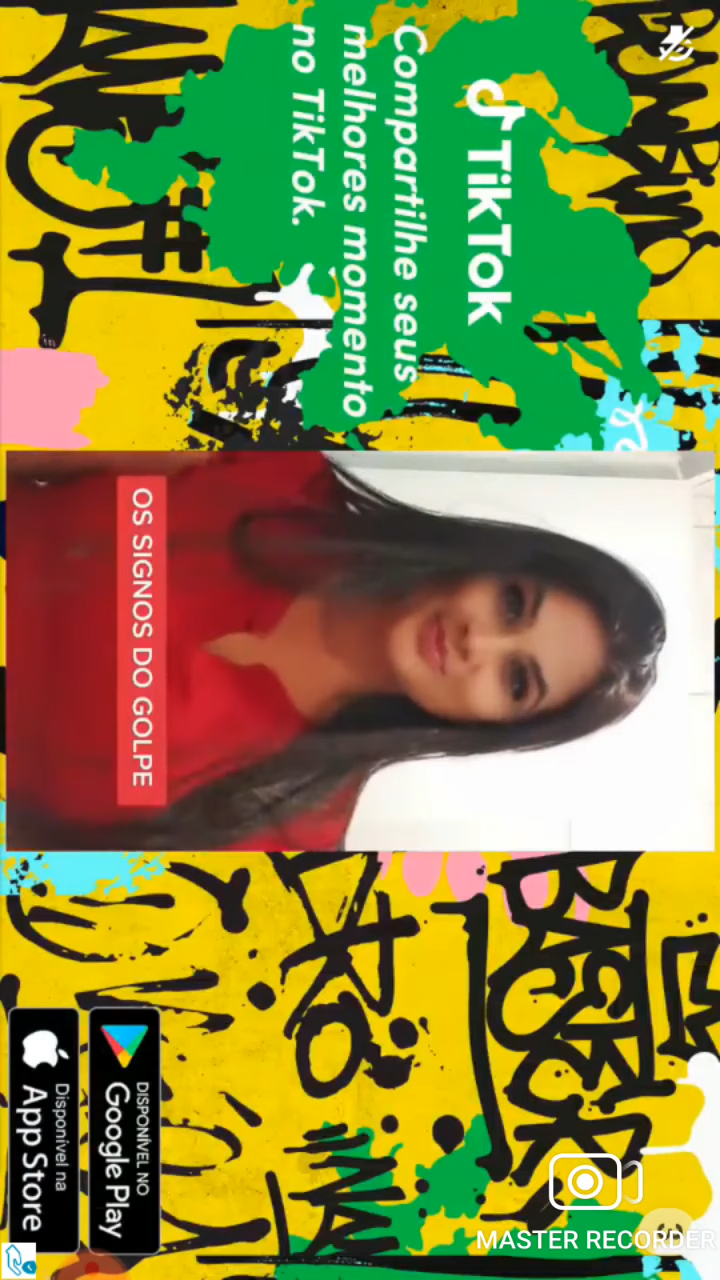 TikTok
Compartilhe seus
melhores momento
no TikTok.
OS SIGNOS DO GOLPE
DISPONÍVEL NO
Google Play
Disponível na
App Store
MASTER RECORDER